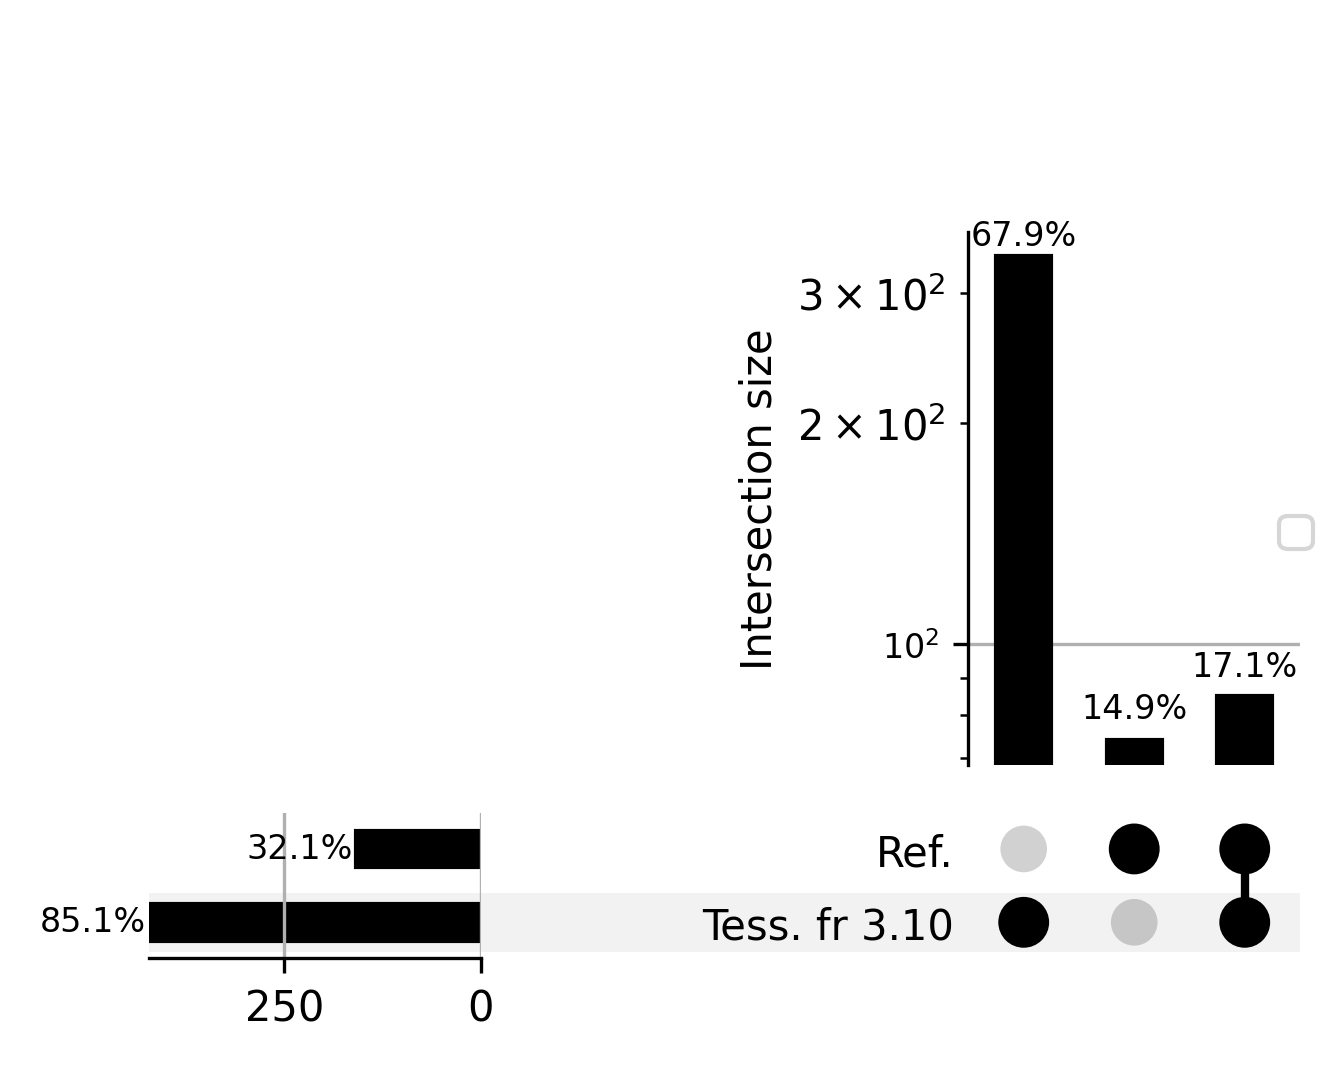 67.9%
3 × 10²
2 × 10²
Intersection size
10²
17.1%
14.9%
32.1%
Ref.
85.1%
Tess. fr 3.10
250 0